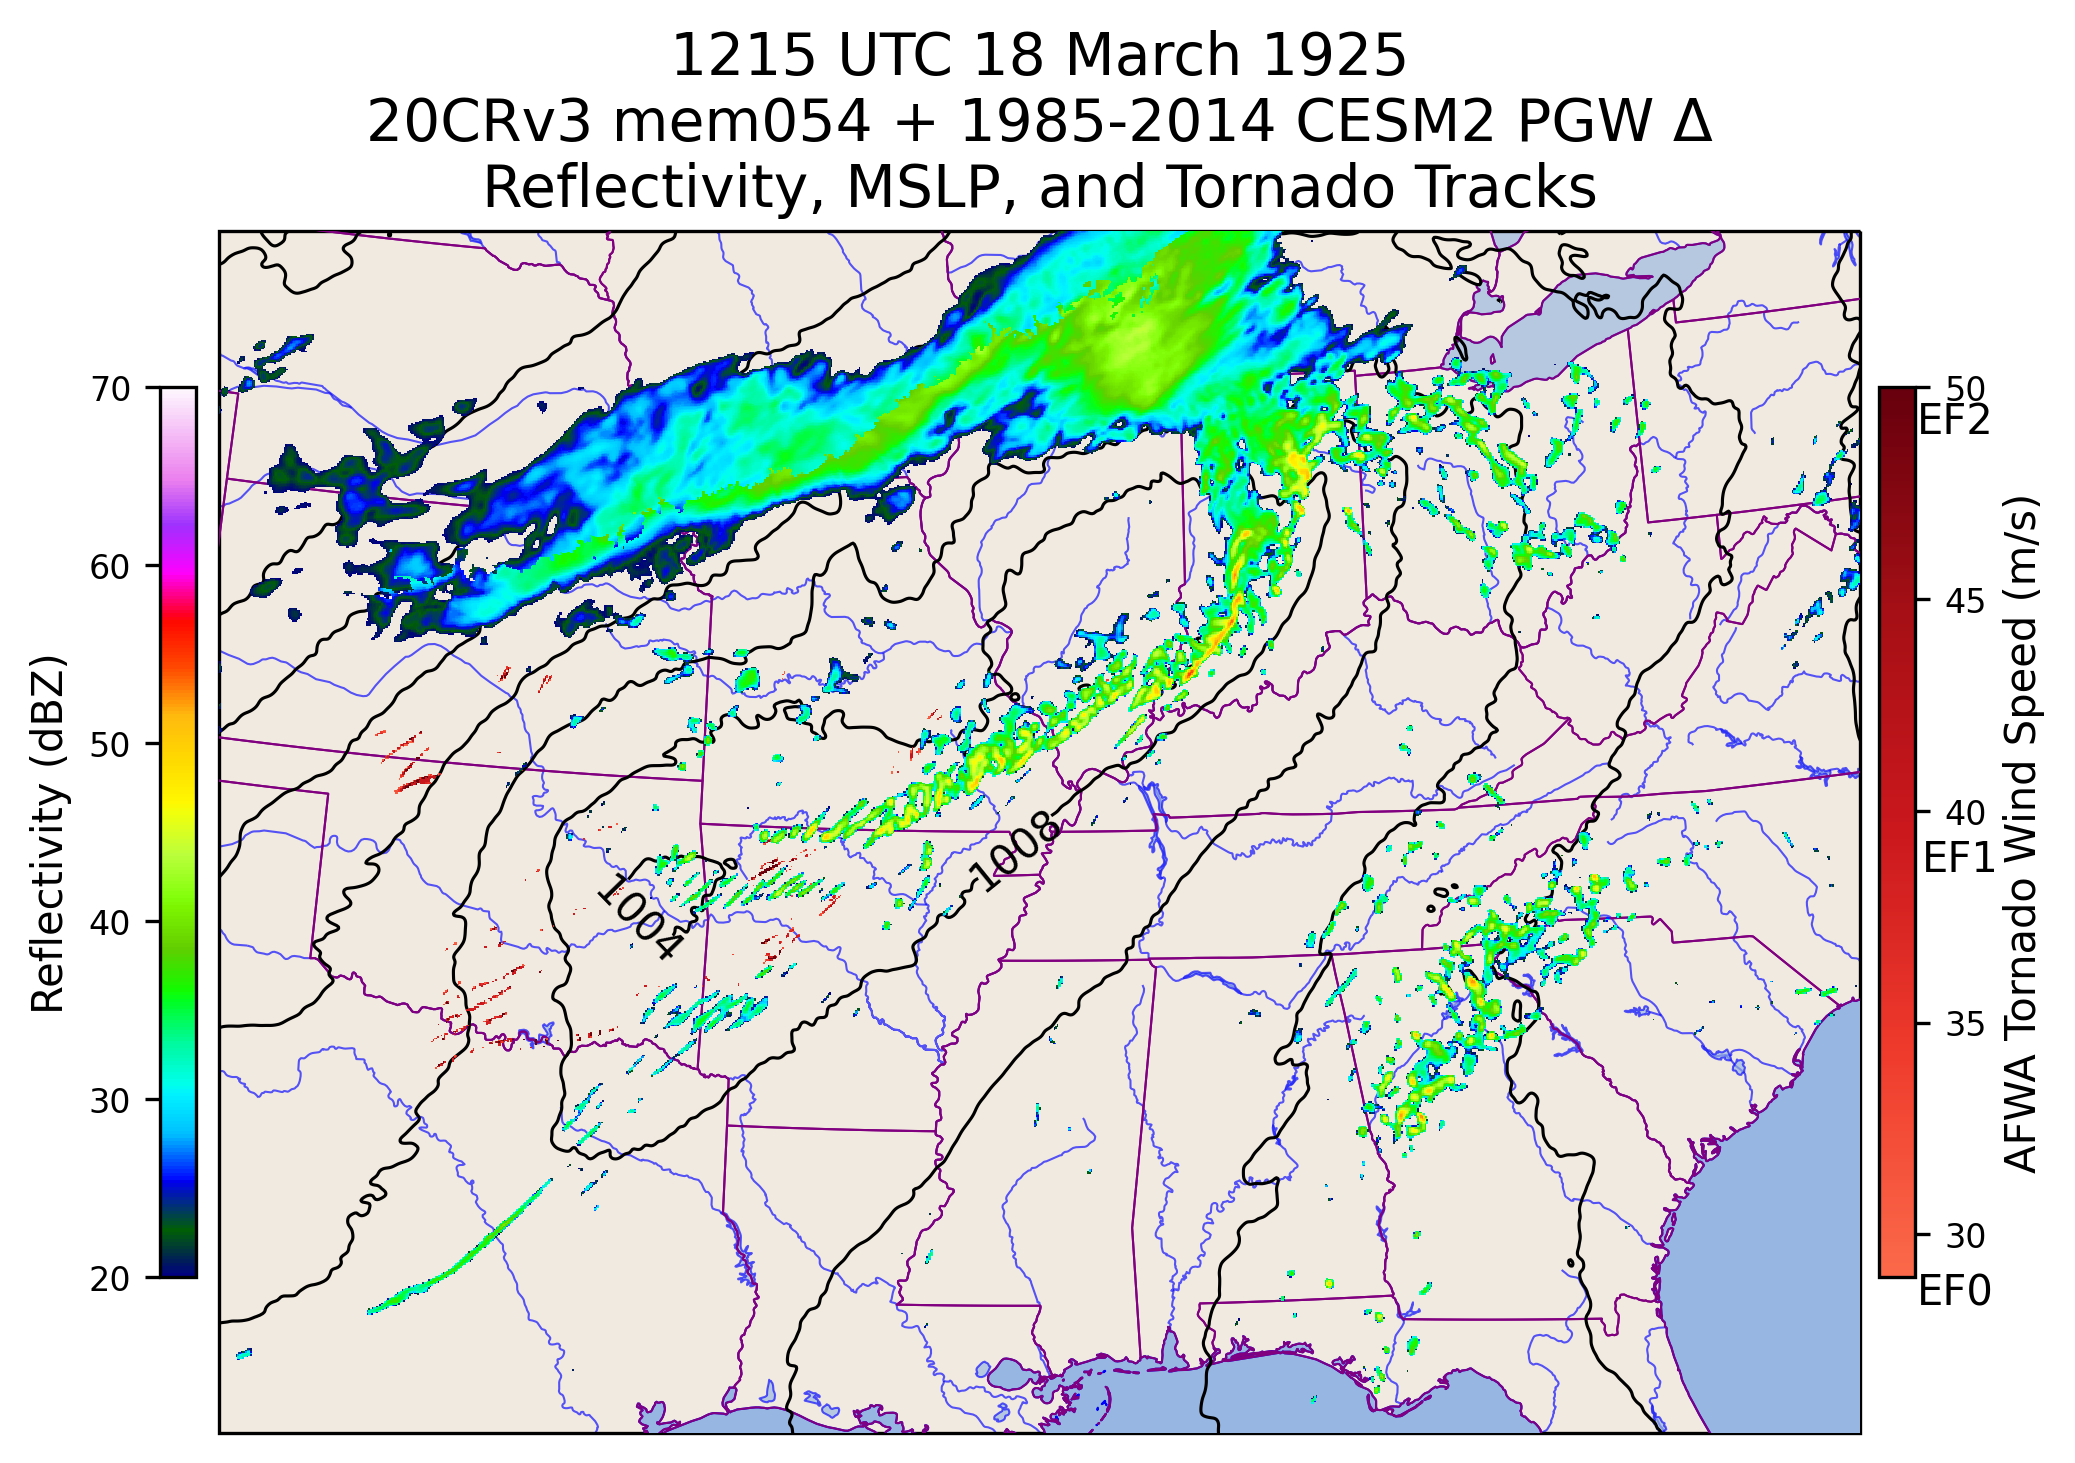 1215 UTC 18 March 1925
20CRv3 mem054 + 1985-2014 CESM2 PGW Δ
Reflectivity, MSLP, and Tornado Tracks
Reflectivity (dBZ)
70
60
50
40
30
20
1008
1004
50
EF2
45
40
EF1
35
30
EF0
AFWA Tornado Wind Speed (m/s)